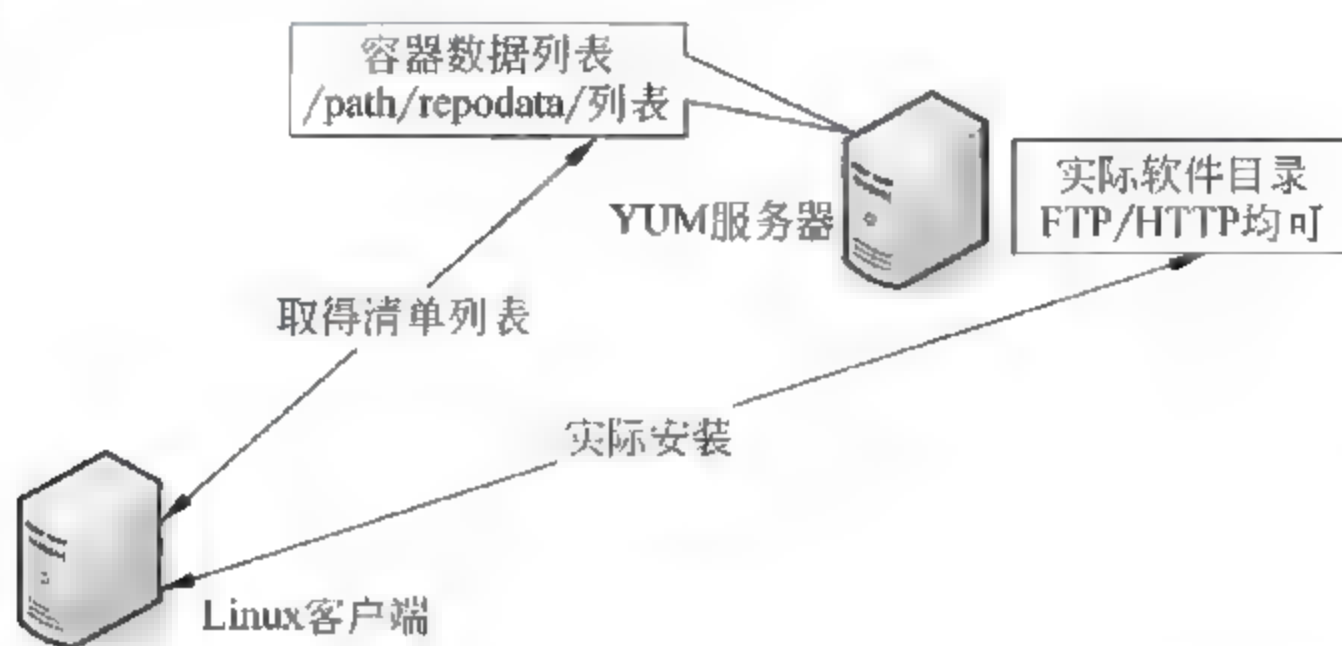 容器数据列表
/path/repodata/列表
YUM服务器
实际软件目录
FTP/HTTP均可
取得清单列表
实际安装
Linux客户端